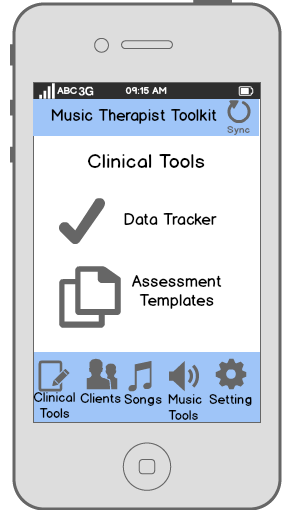 ABC 3G 09:15 AM
Music Therapist Toolkit
Sync
Clinical Tools
Data Tracker
Assessment
Templates
Clinical Tools
Clients
Songs
Music Tools
Setting